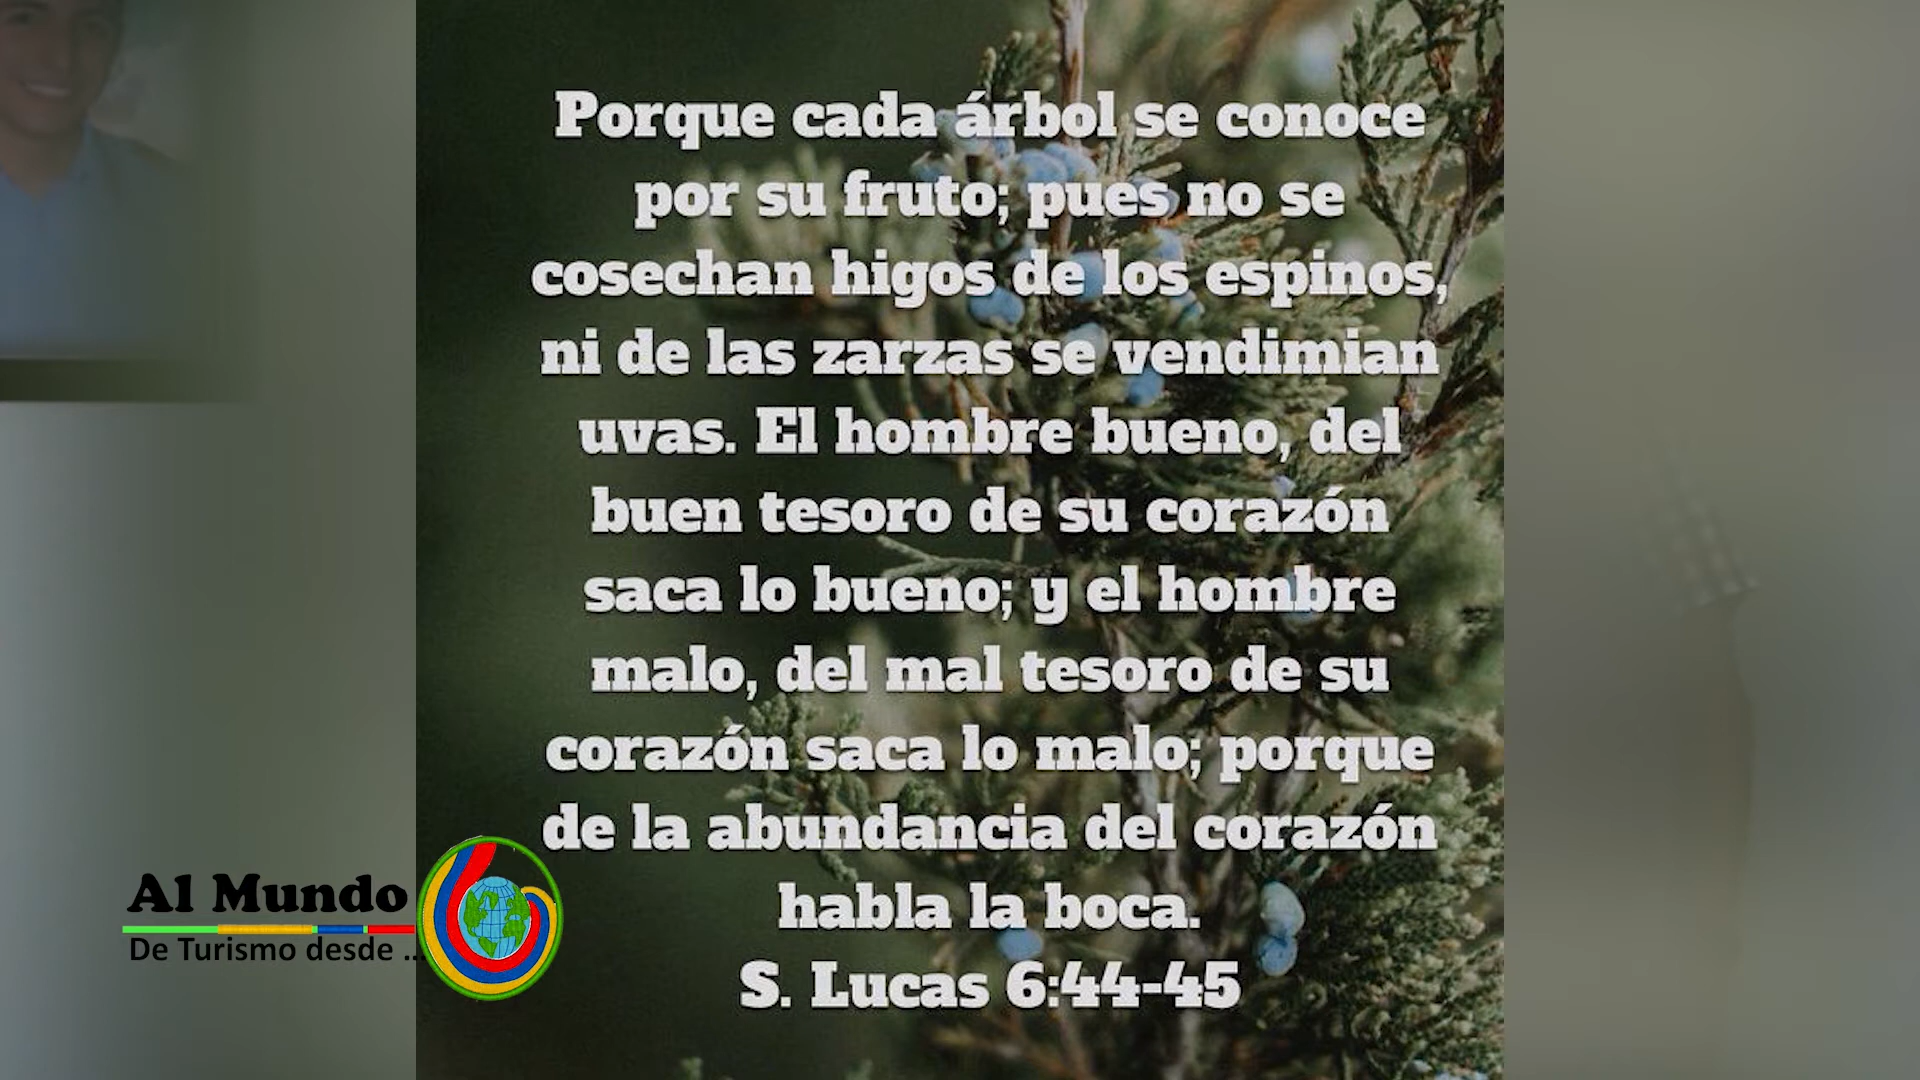 Porque cada árbol se conoce
por su fruto; pues no se
cosechan higos de los espinos,
ni de las zarzas se vendimian
uvas. El hombre bueno, del
buen tesoro de su corazón
saca lo bueno; y el hombre
malo, del mal tesoro de su
corazón saca lo malo; porque
de la abundancia del corazón
habla la boca.
S. Lucas 6:44-45
Al Mundo
De Turismo desde ...